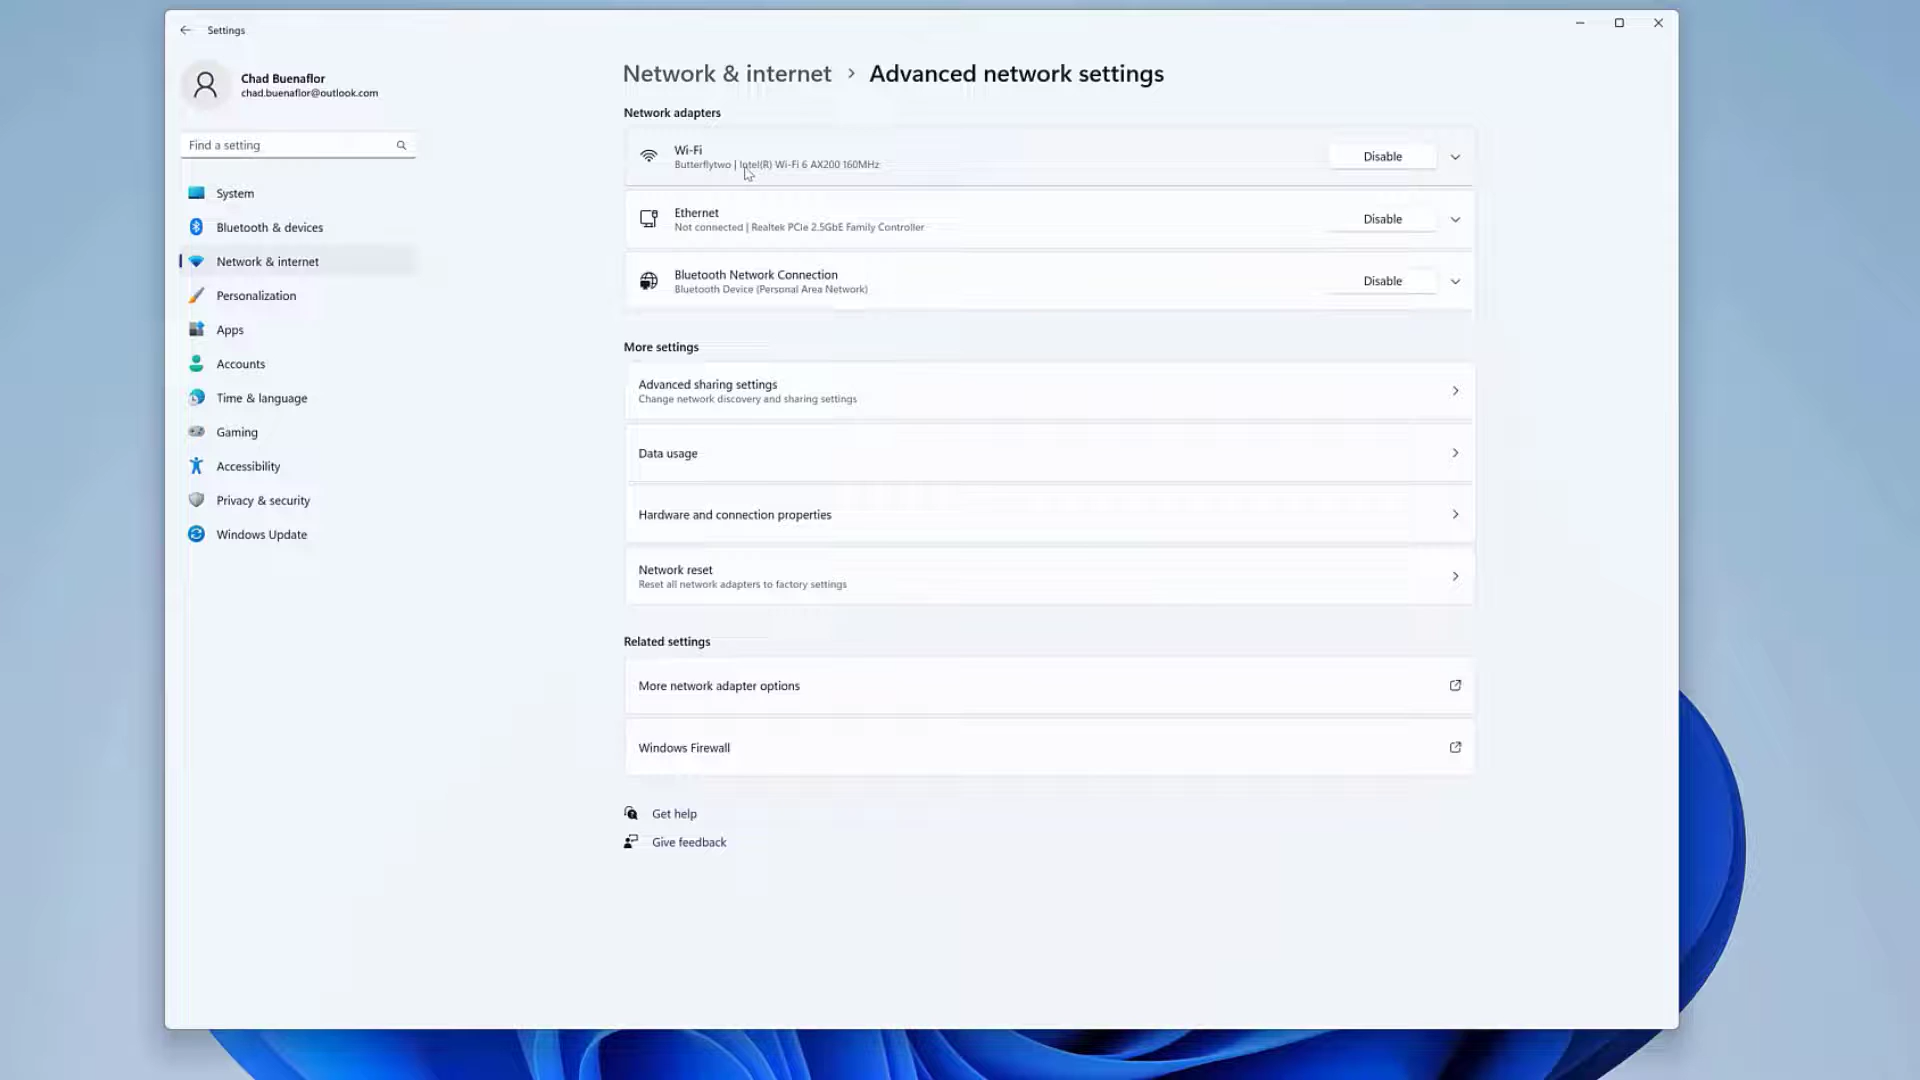 Settings
Chad Buenaflor
chad.buenaflor@outlook.com
Find a setting
System
Bluetooth & devices
Network & internet
Personalization
Apps
Accounts
Time & language
Gaming
Accessibility
Privacy & security
Windows Update
Network & internet > Advanced network settings
Network adapters
Wi-Fi
Butterflytwo | Intel(R) Wi-Fi 6 AX200 160MHz
Disable
Ethernet
Not connected | Realtek PCIe 2.5GbE Family Controller
Disable
Bluetooth Network Connection
Bluetooth Device (Personal Area Network)
Disable
More settings
Advanced sharing settings
Change network discovery and sharing settings
Data usage
Hardware and connection properties
Network reset
Reset all network adapters to factory settings
Related settings
More network adapter options
Windows Firewall
Get help
Give feedback